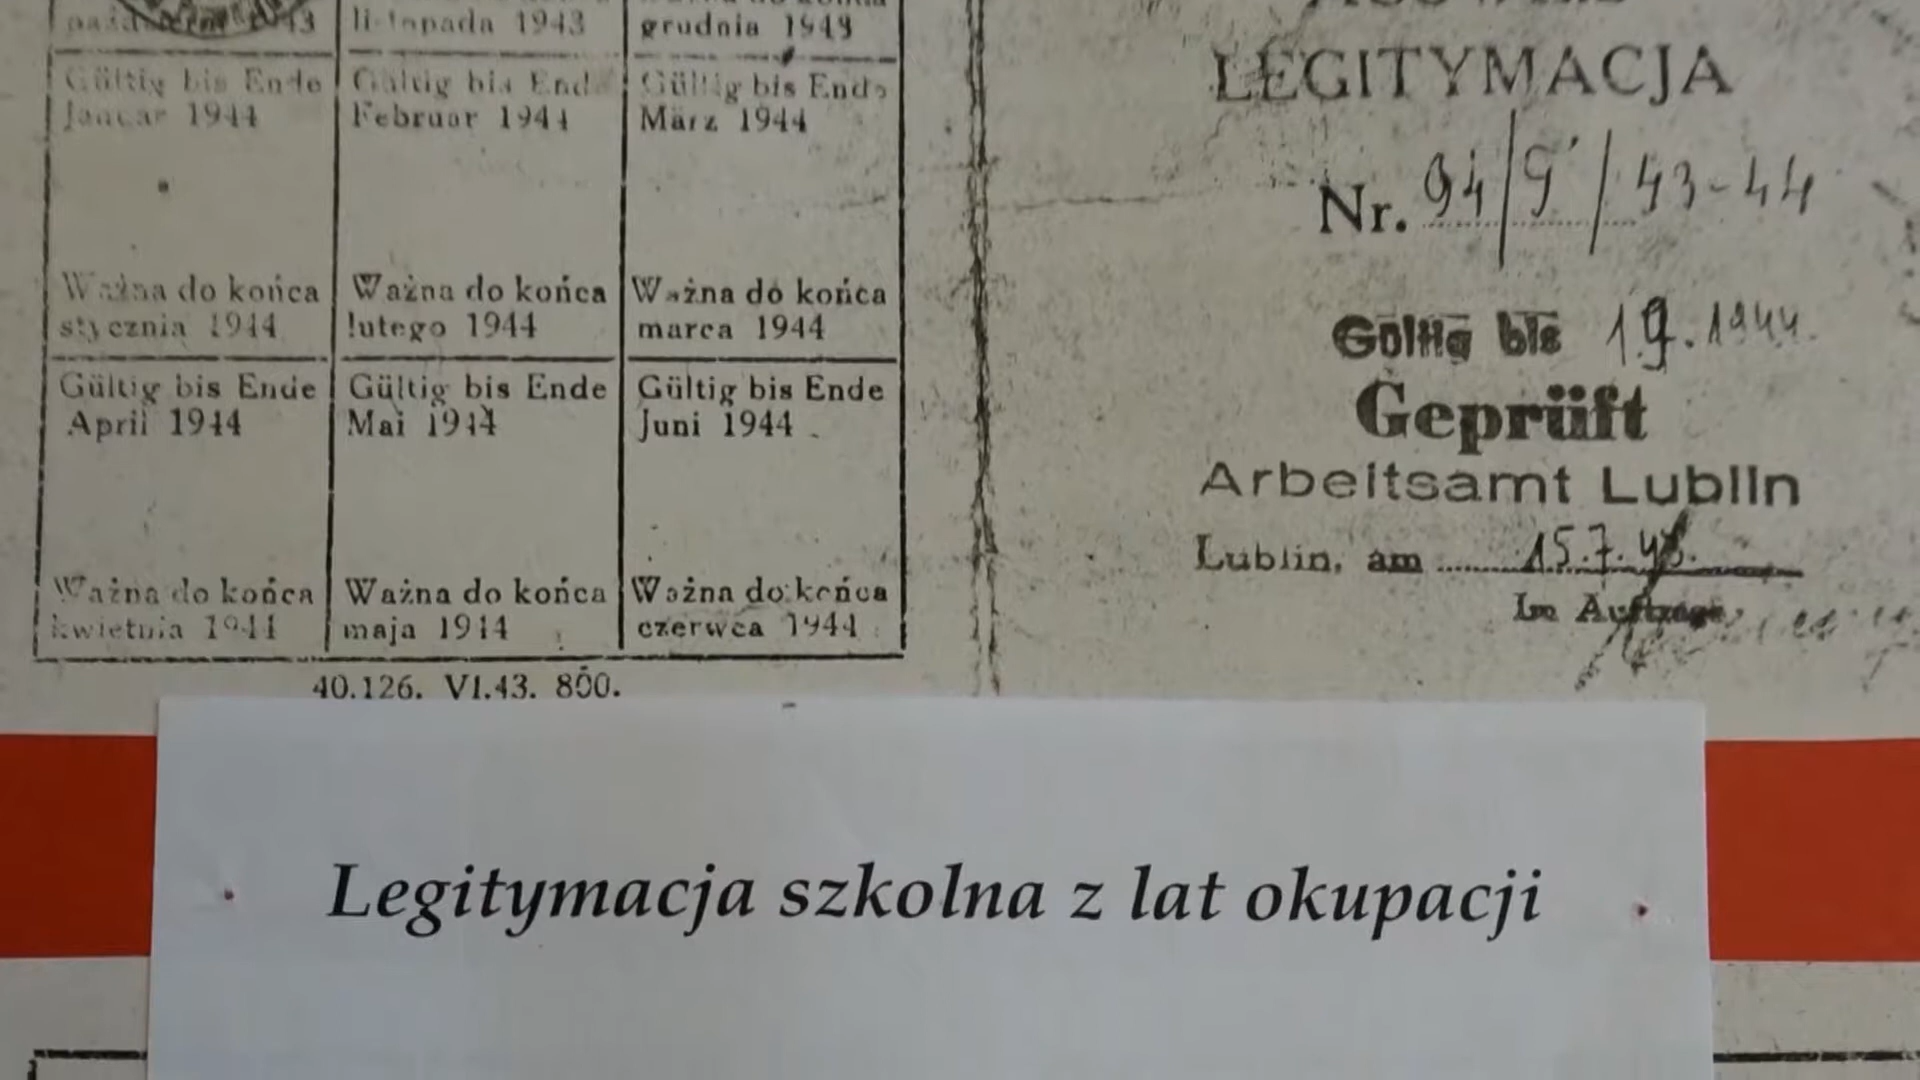 listopada 1943
grudnia 1943
Gültig bis Ende
Januar 1944
Gültig bis Ende
Februar 1944
Gültig bis Ende
März 1944
Ważna do końca
stycznia 1944
Ważna do końca
lutego 1944
Ważna do końca
marca 1944
Gültig bis Ende
April 1944
Gültig bis Ende
Mai 1944
Gültig bis Ende
Juni 1944
Ważna do końca
kwietnia 1944
Ważna do końca
maja 1944
Ważna do końca
czerwca 1944
40.126. VI.43. 800.
LEGITYMACJA
Nr. 94/9/43-44
Gültig bis 1.9.1944.
Geprüft
Arbeitsamt Lublin
Lublin, am 15.7.43.
Im Auftrage
Legitymacja szkolna z lat okupacji